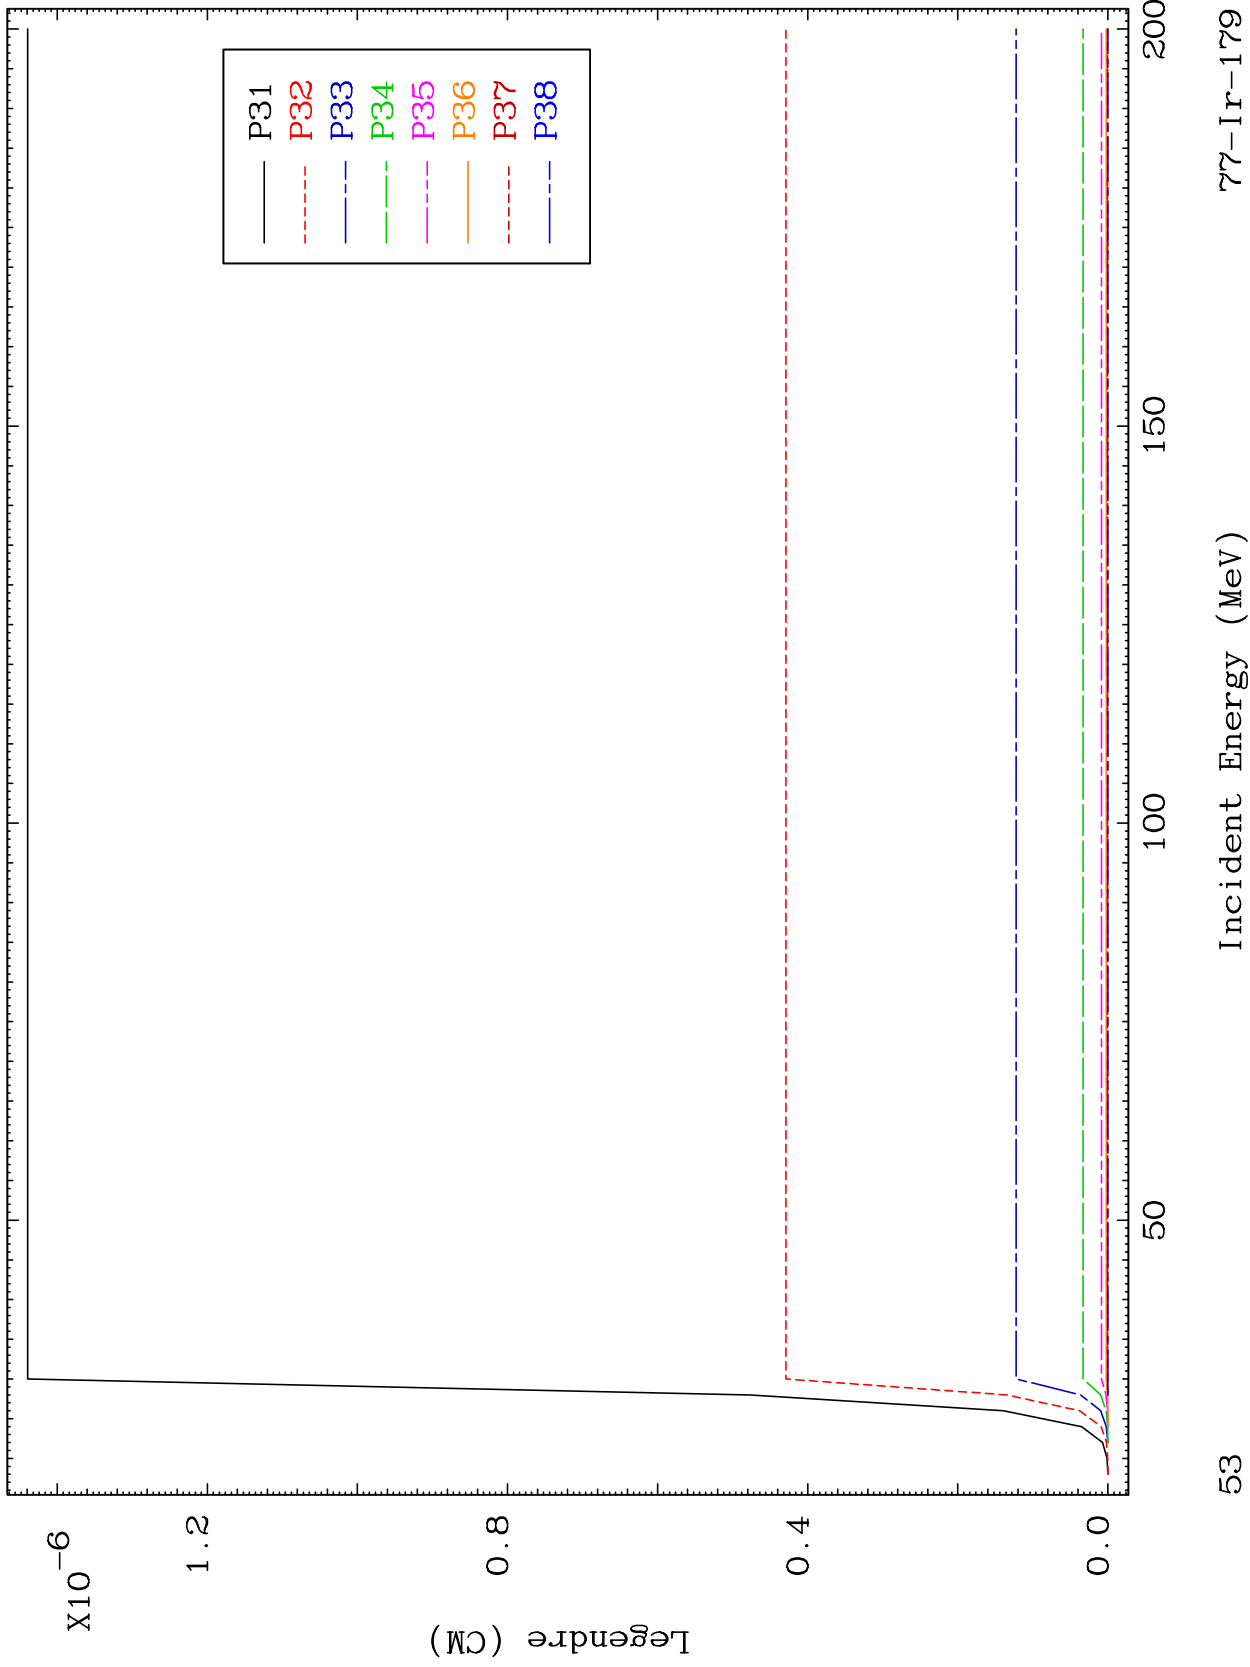 X10-6
1.2
0.8
0.4
0.0
Legendre (CM)
P31
P32
P33
P34
P35
P36
P37
P38
50
100
150
200
53
Incident Energy (MeV)
77-Ir-179